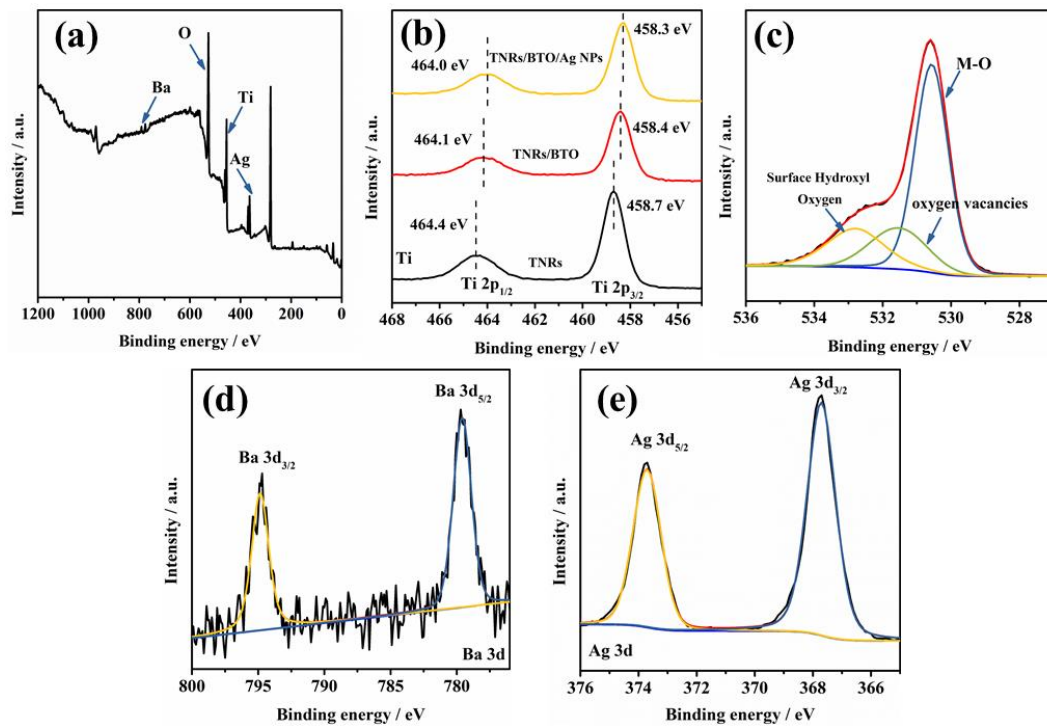 (a)
O
Ba
Ti
Ag
Intensity / a.u.
1200 1000 800 600 400 200 0
Binding energy / eV
(b)
458.3 eV
TNRs/BTO/Ag NPs
464.0 eV
464.1 eV
458.4 eV
TNRs/BTO
458.7 eV
464.4 eV
Ti
TNRs
Ti 2p1/2
Ti 2p3/2
Intensity / a.u.
468 466 464 462 460 458 456
Binding energy / eV
(c)
M-O
Surface Hydroxyl
Oxygen
oxygen vacancies
Intensity / a.u.
536 534 532 530 528
Binding energy / eV
(d)
Ba 3d5/2
Ba 3d3/2
Intensity / a.u.
Ba 3d
800 795 790 785 780
Binding energy / eV
(e)
Ag 3d3/2
Ag 3d5/2
Intensity / a.u.
Ag 3d
376 374 372 370 368 366
Binding energy / eV